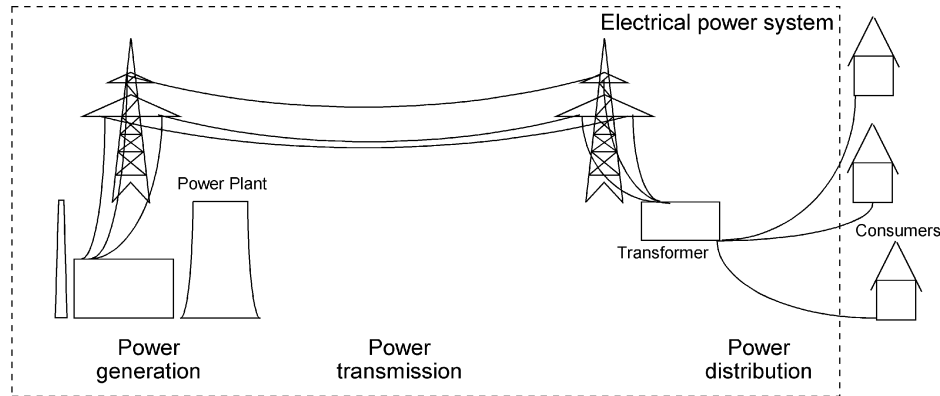 Electrical power system
Power Plant
Transformer
Consumers
Power
generation
Power
transmission
Power
distribution